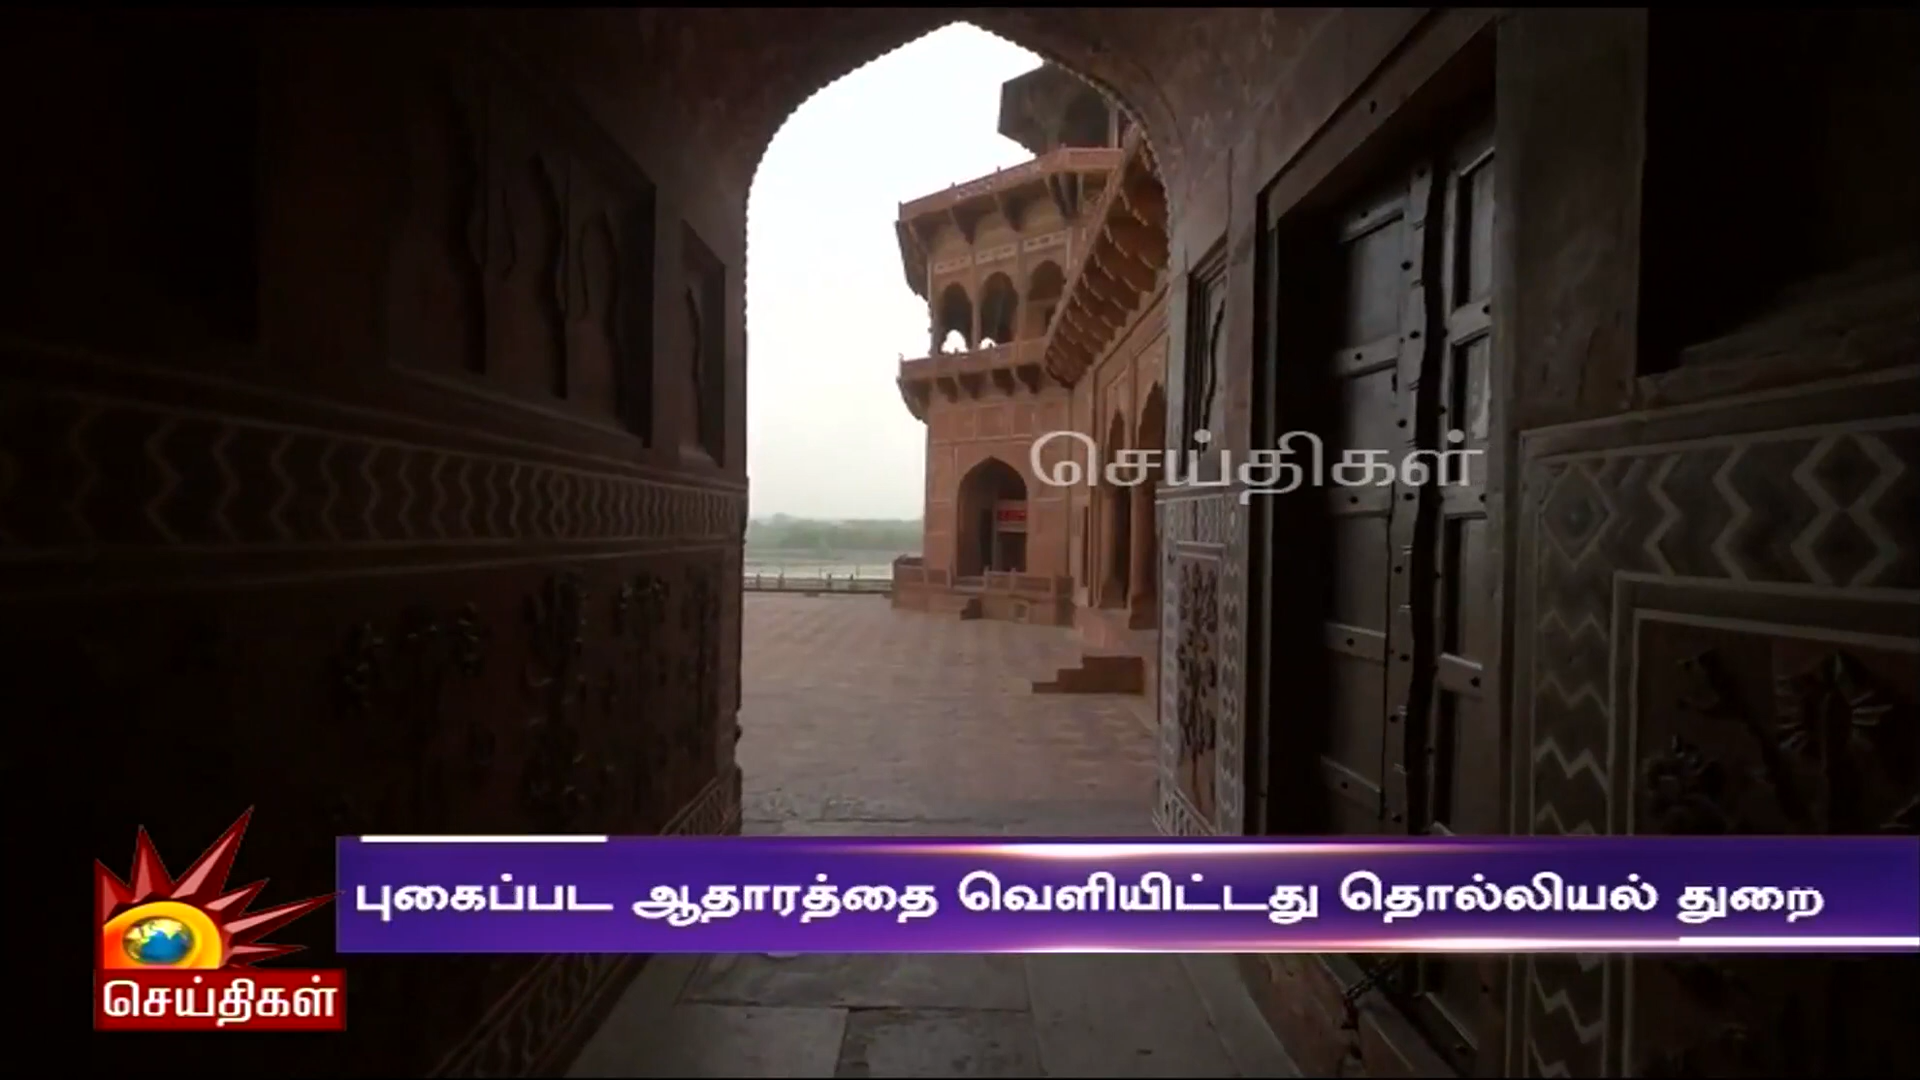 செய்திகள்
புகைப்பட ஆதாரத்தை வெளியிட்டது தொல்லியல் துறை
செய்திகள்